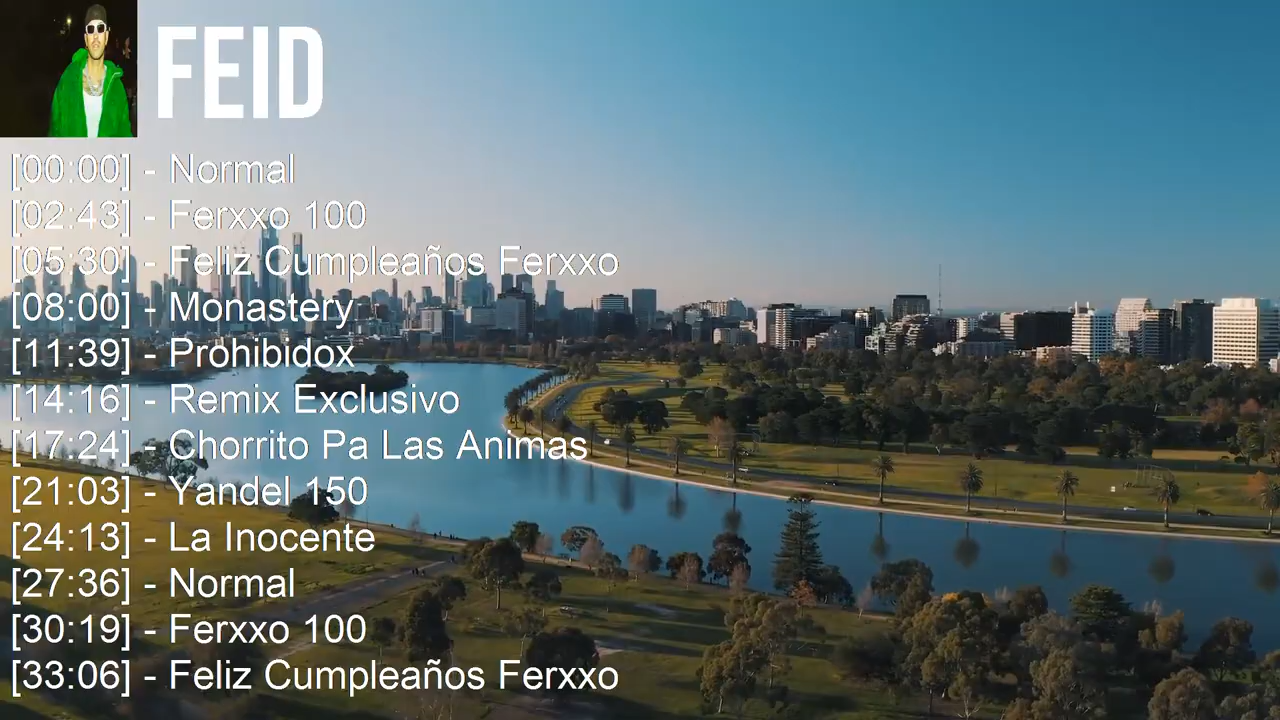 FEID
[00:00] - Normal
[02:43] - Ferxxo 100
[05:30] - Feliz Cumpleaños Ferxxo
[08:00] - Monastery
[11:39] - Prohibidox
[14:16] - Remix Exclusivo
[17:24] - Chorrito Pa Las Animas
[21:03] - Yandel 150
[24:13] - La Inocente
[27:36] - Normal
[30:19] - Ferxxo 100
[33:06] - Feliz Cumpleaños Ferxxo